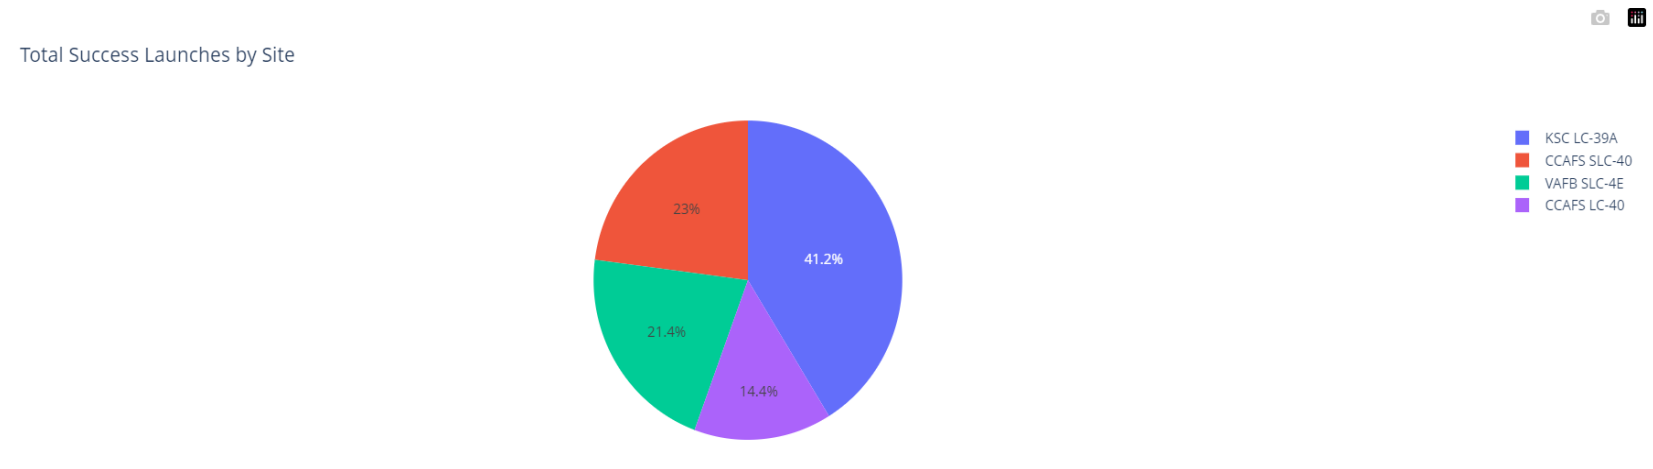 Total Success Launches by Site
KSC LC-39A
CCAFS SLC-40
VAFB SLC-4E
CCAFS LC-40
23%
41.2%
21.4%
14.4%